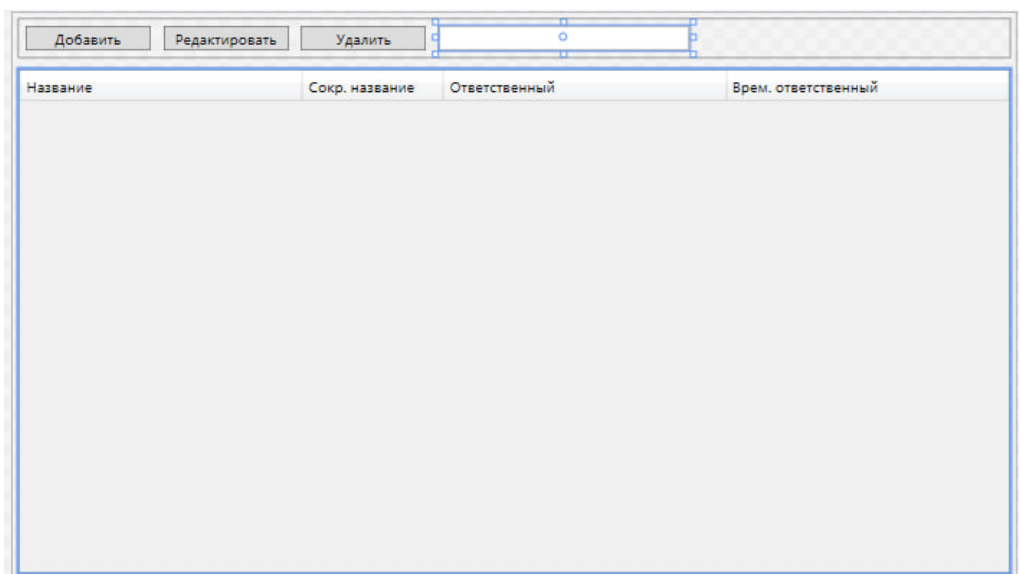 Добавить Редактировать Удалить
Название Сокр. название Ответственный Врем. ответственный